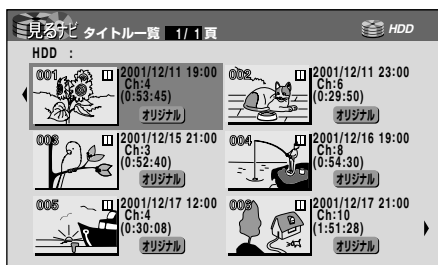 見るナビ タイトル一覧 1/ 1 頁 HDD
HDD :
001 2001/12/11 19:00
Ch:4
(0:53:45)
オリジナル
002 2001/12/11 23:00
Ch:6
(0:29:50)
オリジナル
003 2001/12/15 21:00
Ch:3
(0:52:40)
オリジナル
004 2001/12/16 19:00
Ch:8
(0:54:30)
オリジナル
005 2001/12/17 12:00
Ch:4
(0:30:08)
オリジナル
006 2001/12/17 21:00
Ch:10
(1:51:28)
オリジナル